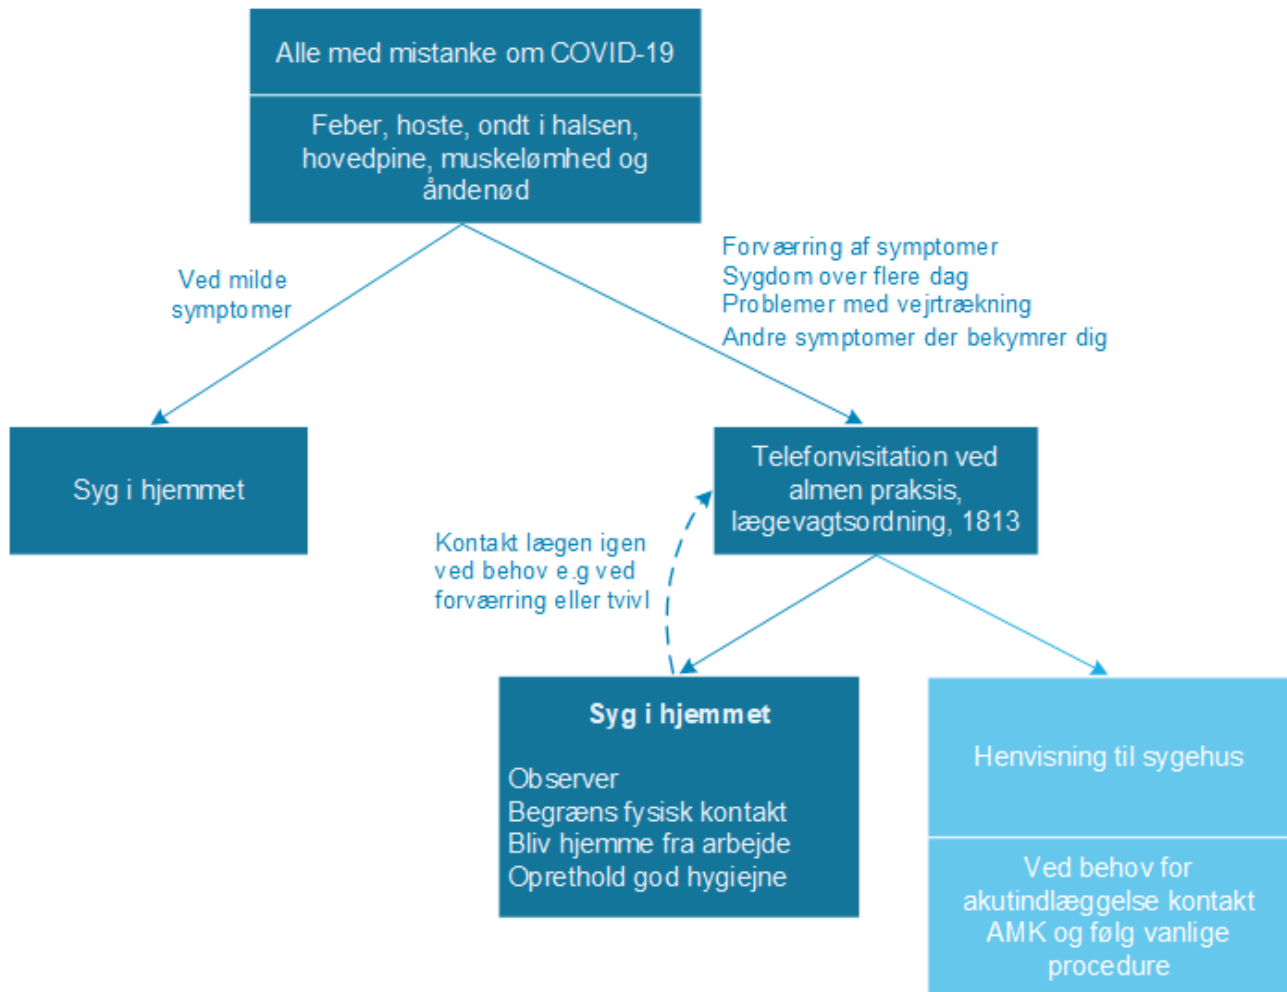 Alle med mistanke om COVID-19
Feber, hoste, ondt i halsen,
hovedpine, muskelømhed og
åndenød
Ved milde
symptomer
Forværring af symptomer
Sygdom over flere dag
Problemer med vejrtrækning
Andre symptomer der bekymrer dig
Syg i hjemmet
Telefonvisitation ved
almen praksis,
lægevagtsordning, 1813
Kontakt lægen igen
ved behov e.g ved
forværring eller tvivl
Syg i hjemmet
Observer
Begræns fysisk kontakt
Bliv hjemme fra arbejde
Oprethold god hygiejne
Henvisning til sygehus
Ved behov for
akutindlæggelse kontakt
AMK og følg vanlige
procedure